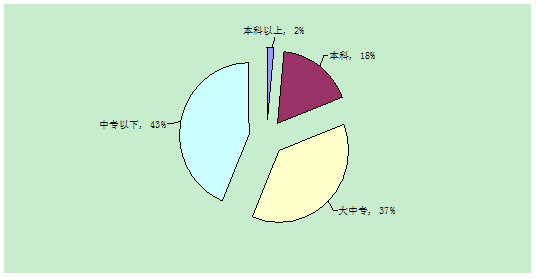 本科以上, 2%
本科, 18%
中专以下, 43%
大中专, 37%